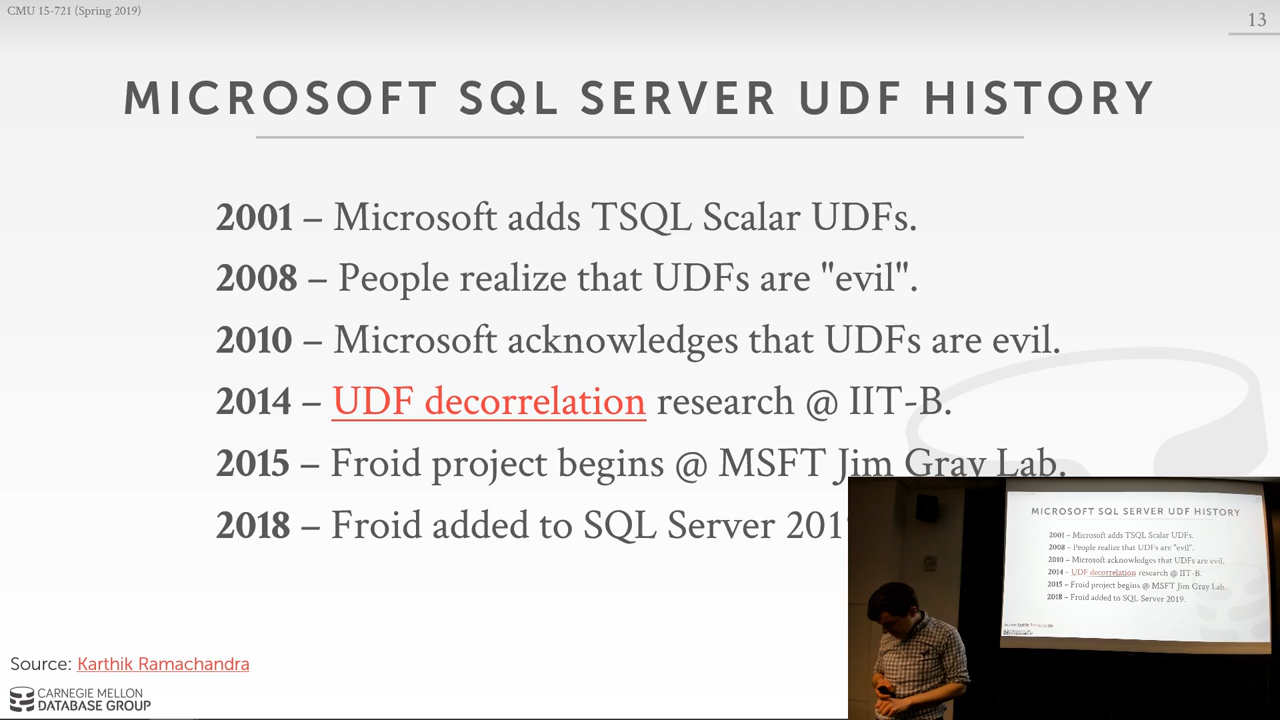 CMU 15-721 (Spring 2019)
13
MICROSOFT SQL SERVER UDF HISTORY
2001 – Microsoft adds TSQL Scalar UDFs.
2008 – People realize that UDFs are "evil".
2010 – Microsoft acknowledges that UDFs are evil.
2014 – UDF decorrelation research @ IIT-B.
2015 – Froid project begins @ MSFT Jim Gray Lab.
2018 – Froid added to SQL Server 201
Source: Karthik Ramachandra
CARNEGIE MELLON
DATABASE GROUP
MICROSOFT SQL SERVER UDF HISTORY
2001 – Microsoft adds TSQL Scalar UDFs.
2008 – People realize that UDFs are "evil".
2010 – Microsoft acknowledges that UDFs are evil.
2014 – UDF decorrelation research @ IIT-B.
2015 – Froid project begins @ MSFT Jim Gray Lab.
2018 – Froid added to SQL Server 2019.